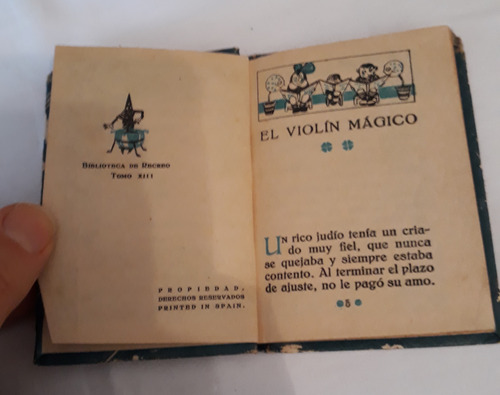 BIBLIOTECA DE RECREO
TOMO XIII
PROPIEDAD.
DERECHOS RESERVADOS
PRINTED IN SPAIN.
EL VIOLÍN MÁGICO
UN rico judío tenía un cria-
do muy fiel, que nunca
se quejaba y siempre estaba
contento. Al terminar el plazo
de ajuste, no le pagó su amo.
5